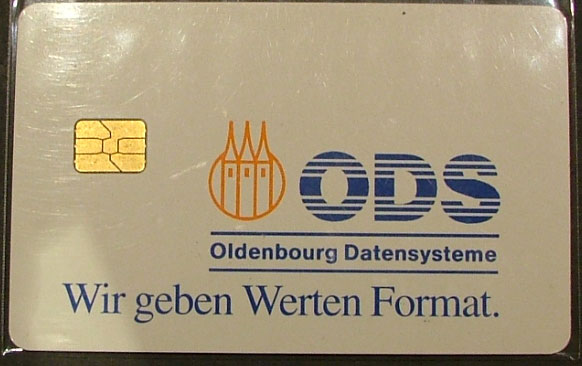 ODS
Oldenbourg Datensysteme
Wir geben Werten Format.